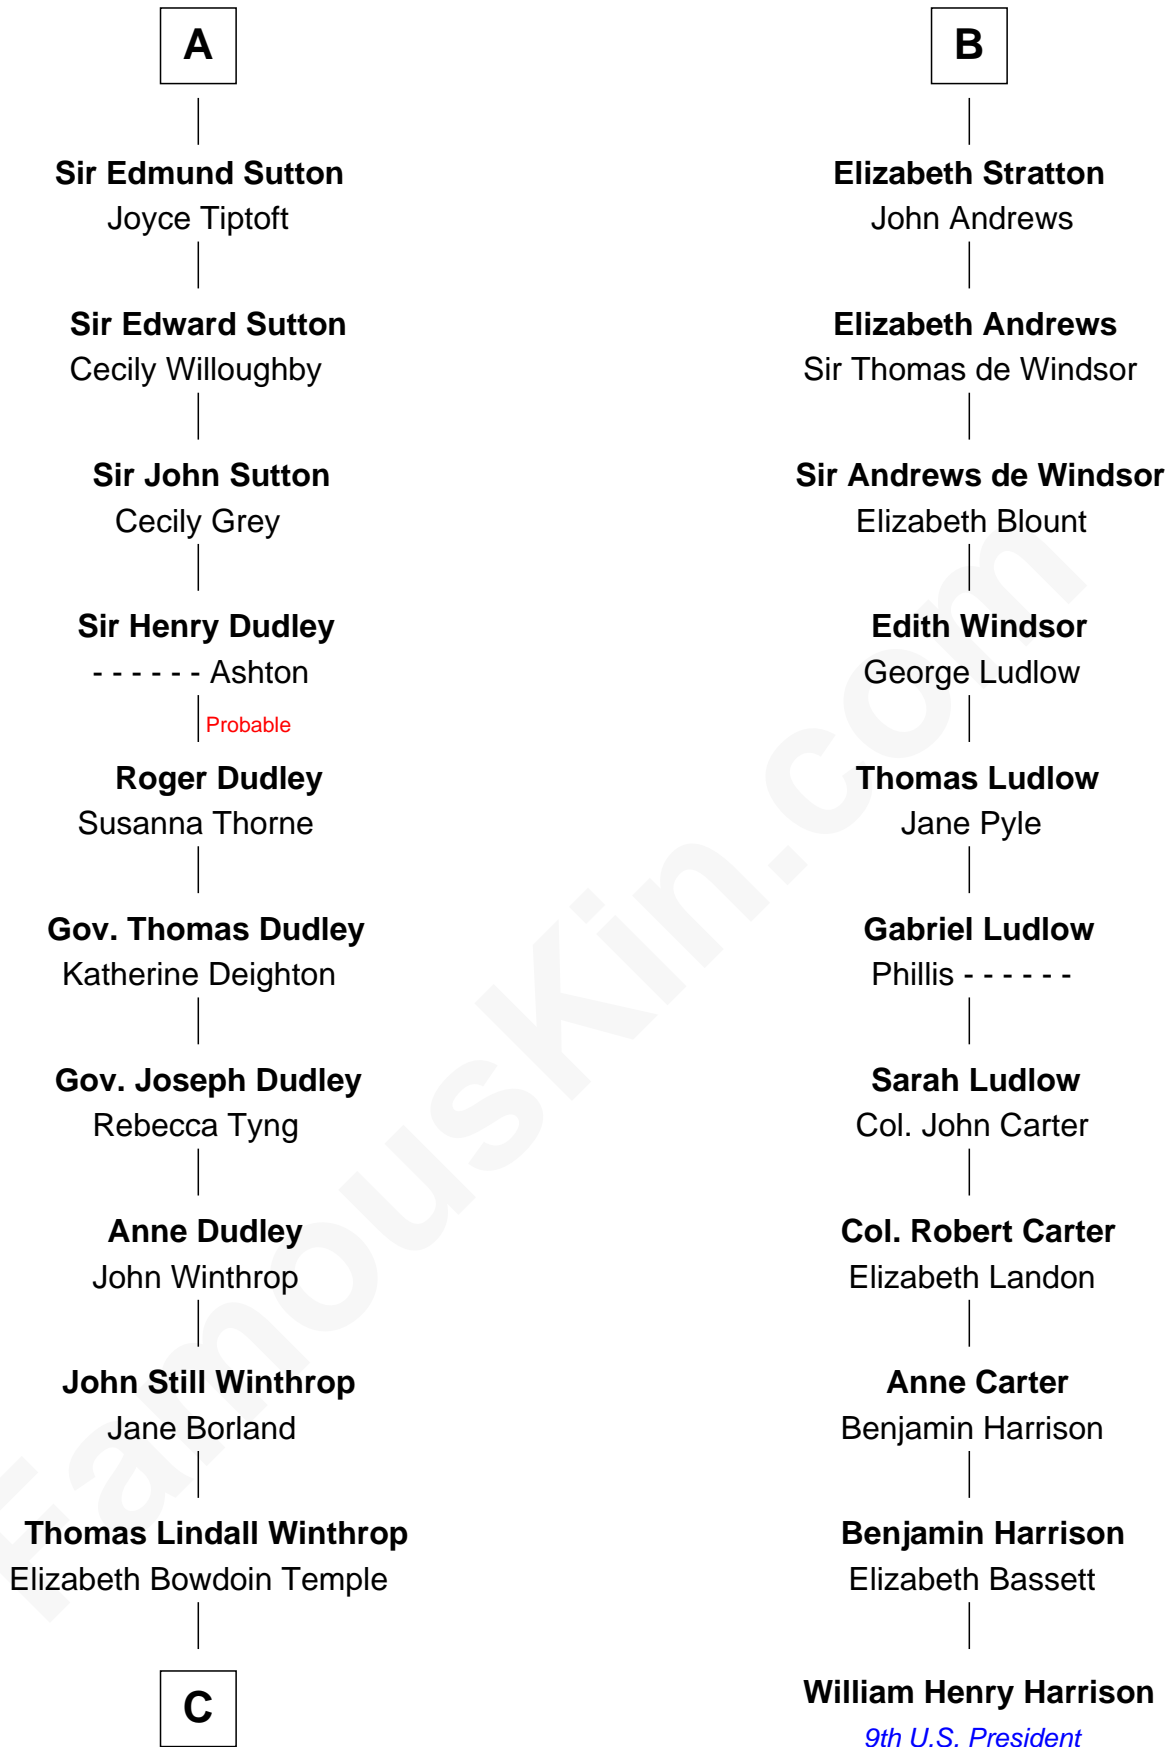 A
Sir Edmund Sutton
Joyce Tiptoft
Sir Edward Sutton
Cecily Willoughby
Sir John Sutton
Cecily Grey
Sir Henry Dudley
- - - - - - Ashton
Probable
Roger Dudley
Susanna Thorne
Gov. Thomas Dudley
Katherine Deighton
Gov. Joseph Dudley
Rebecca Tyng
Anne Dudley
John Winthrop
John Still Winthrop
Jane Borland
Thomas Lindall Winthrop
Elizabeth Bowdoin Temple
C
B
Elizabeth Stratton
John Andrews
Elizabeth Andrews
Sir Thomas de Windsor
Sir Andrews de Windsor
Elizabeth Blount
Edith Windsor
George Ludlow
Thomas Ludlow
Jane Pyle
Gabriel Ludlow
Phillis - - - - - -
Sarah Ludlow
Col. John Carter
Col. Robert Carter
Elizabeth Landon
Anne Carter
Benjamin Harrison
Benjamin Harrison
Elizabeth Bassett
William Henry Harrison
9th U.S. President
FamousKin.com